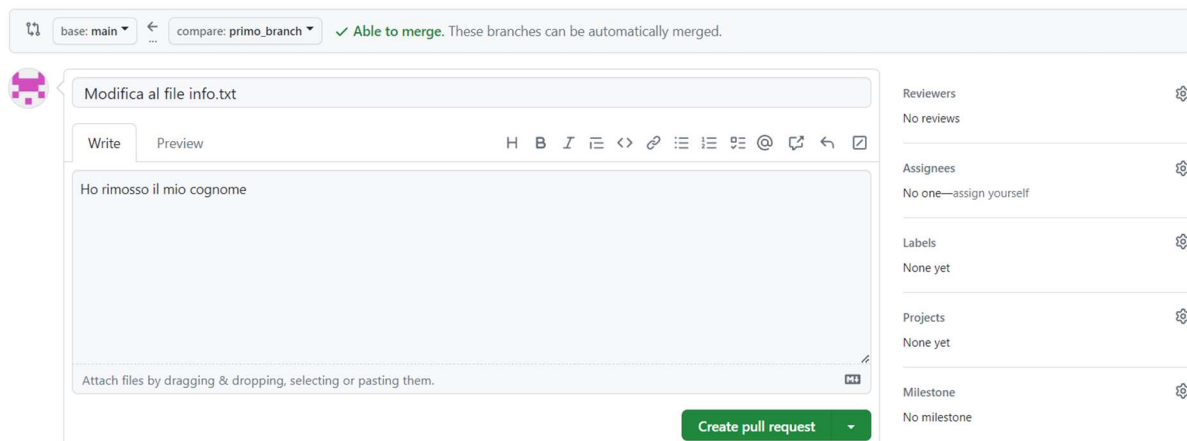 base: main ← compare: primo_branch ✓ Able to merge. These branches can be automatically merged.
...
Modifica al file info.txt
Write Preview
Ho rimosso il mio cognome
Attach files by dragging & dropping, selecting or pasting them.
Create pull request
Reviewers
No reviews
Assignees
No one—assign yourself
Labels
None yet
Projects
None yet
Milestone
No milestone